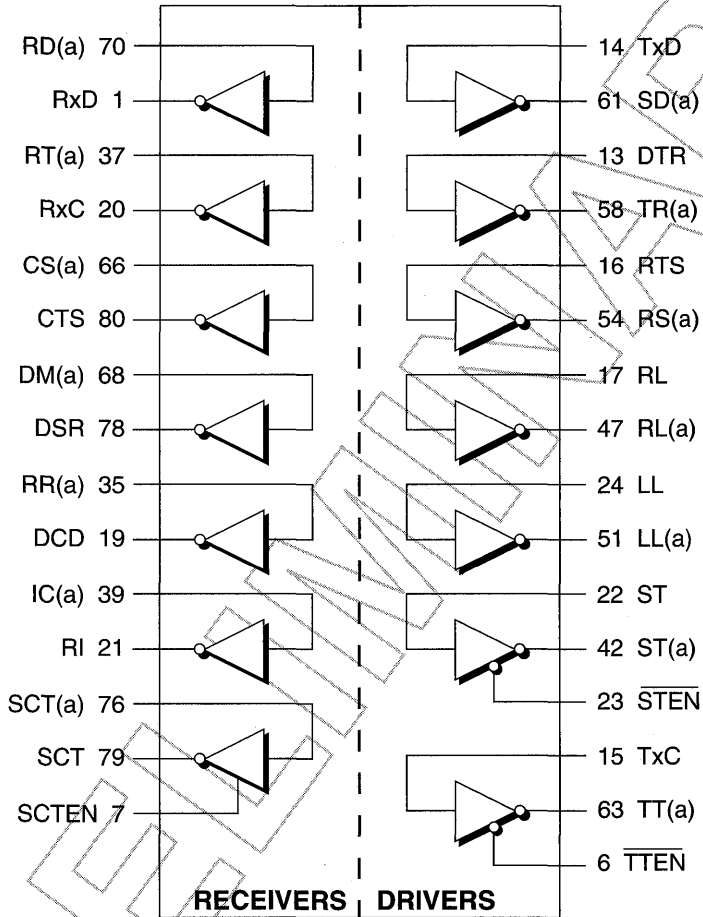 RD(a) 70
RxD 1
RT(a) 37
RxC 20
CS(a) 66
CTS 80
DM(a) 68
DSR 78
RR(a) 35
DCD 19
IC(a) 39
RI 21
SCT(a) 76
SCT 79
SCTEN 7
14 TxD
61 SD(a)
13 DTR
58 TR(a)
16 RTS
54 RS(a)
17 RL
47 RL(a)
24 LL
51 LL(a)
22 ST
42 ST(a)
23 STEN
15 TxC
63 TT(a)
6 TTEN
RECEIVERS DRIVERS